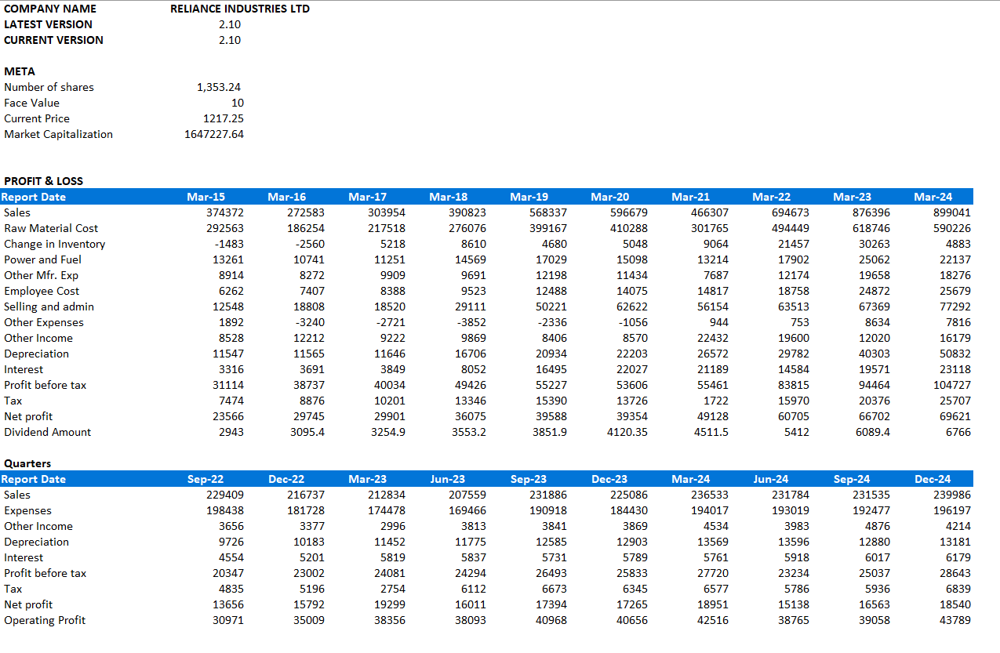 COMPANY NAME RELIANCE INDUSTRIES LTD
LATEST VERSION 2.10
CURRENT VERSION 2.10
META
Number of shares 1,353.24
Face Value 10
Current Price 1217.25
Market Capitalization 1647227.64
PROFIT & LOSS
Report Date Mar-15 Mar-16 Mar-17 Mar-18 Mar-19 Mar-20 Mar-21 Mar-22 Mar-23 Mar-24
Sales 374372 272583 303954 390823 568337 596679 466307 694673 876396 899041
Raw Material Cost 292563 186254 217518 276076 399167 410288 301765 494449 618746 590226
Change in Inventory -1483 -2560 5218 8610 4680 5048 9064 21457 30263 4883
Power and Fuel 13261 10741 11251 14569 17029 15098 13214 17902 25062 22137
Other Mfr. Exp 8914 8272 9909 9691 12198 11434 7687 12174 19658 18276
Employee Cost 6262 7407 8388 9523 12488 14075 14817 18758 24872 25679
Selling and admin 12548 18808 18520 29111 50221 62622 56154 63513 67369 77292
Other Expenses 1892 -3240 -2721 -3852 -2336 -1056 944 753 8634 7816
Other Income 8528 12212 9222 9869 8406 8570 22432 19600 12020 16179
Depreciation 11547 11565 11646 16706 20934 22203 26572 29782 40303 50832
Interest 3316 3691 3849 8052 16495 22027 21189 14584 19571 23118
Profit before tax 31114 38737 40034 49426 55227 53606 55461 83815 94464 104727
Tax 7474 8876 10201 13346 15390 13726 1722 15970 20376 25707
Net profit 23566 29745 29901 36075 39588 39354 49128 60705 66702 69621
Dividend Amount 2943 3095.4 3254.9 3553.2 3851.9 4120.35 4511.5 5412 6089.4 6766
Quarters
Report Date Sep-22 Dec-22 Mar-23 Jun-23 Sep-23 Dec-23 Mar-24 Jun-24 Sep-24 Dec-24
Sales 229409 216737 212834 207559 231886 225086 236533 231784 231535 239986
Expenses 198438 181728 174478 169466 190918 184430 194017 193019 192477 196197
Other Income 3656 3377 2996 3813 3841 3869 4534 3983 4876 4214
Depreciation 9726 10183 11452 11775 12585 12903 13569 13596 12880 13181
Interest 4554 5201 5819 5837 5731 5789 5761 5918 6017 6179
Profit before tax 20347 23002 24081 24294 26493 25833 27720 23234 25037 28643
Tax 4835 5196 2754 6112 6673 6345 6577 5786 5936 6839
Net profit 13656 15792 19299 16011 17394 17265 18951 15138 16563 18540
Operating Profit 30971 35009 38356 38093 40968 40656 42516 38765 39058 43789